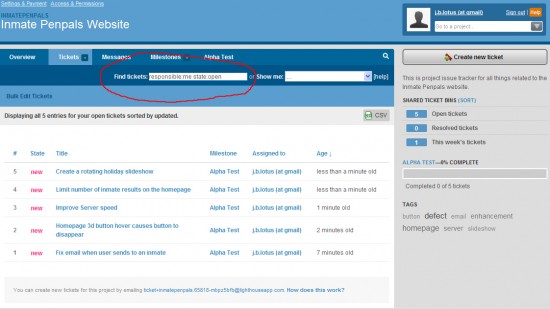 Settings & Payment Access & Permissions
INMATEPENPALS
Inmate Penpals Website
j.b.lotus (at gmail) Sign out | help
Go to a project
Overview Tickets Messages Milestones Alpha Test
Find tickets: responsible:me state:open or Show me: ... [help]
Bulk Edit Tickets
Displaying all 5 entries for your open tickets sorted by updated.
CSV
# State Title Milestone Assigned to Age ↓
5 new Create a rotating holiday slideshow Alpha Test j.b.lotus (at gmail) less than a minute old
4 new Limit number of inmate results on the homepage Alpha Test j.b.lotus (at gmail) less than a minute old
3 new Improve Server speed Alpha Test j.b.lotus (at gmail) 1 minute old
2 new Homepage 3d button hover causes button to disappear Alpha Test j.b.lotus (at gmail) 2 minutes old
1 new Fix email when user sends to an inmate Alpha Test j.b.lotus (at gmail) 7 minutes old
You can create new tickets for this project by emailing How does this work?
Create new ticket
This is project issue tracker for all things related to the
Inmate Penpals website.
SHARED TICKET BINS (SORT)
5 Open tickets
0 Resolved tickets
1 This week's tickets
ALPHA TEST—0% COMPLETE
Completed 0 of 5 tickets
TAGS
button defect email enhancement
homepage server slideshow